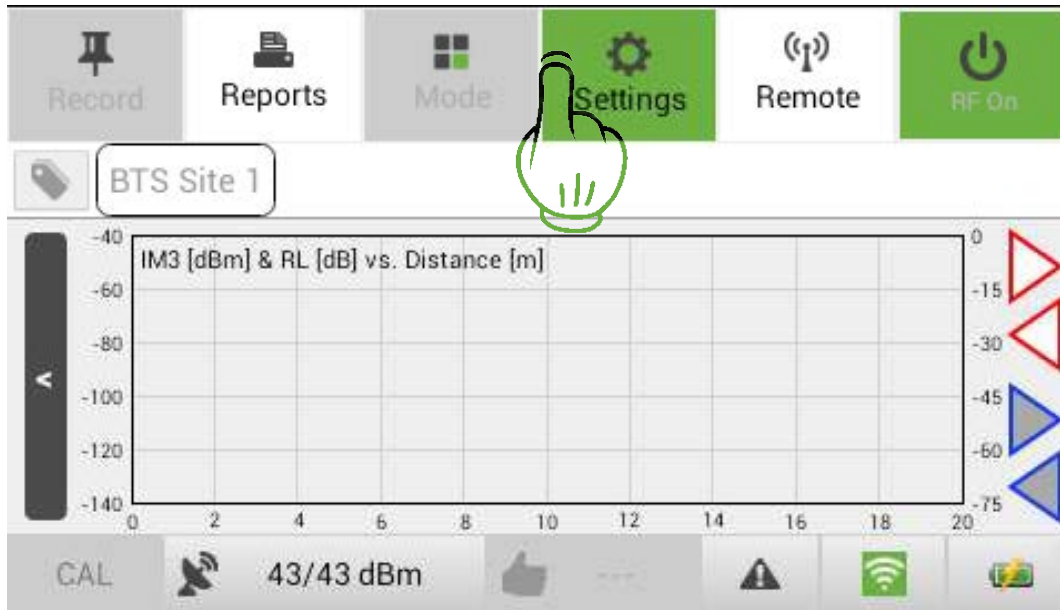 Record Reports Mode Settings Remote RF On
BTS Site 1
IM3 [dBm] & RL [dB] vs. Distance [m]
-40 0
-60 -15
-80 -30
-100 -45
-120 -60
-140 -75
0 2 4 6 8 10 12 14 16 18 20
<
CAL 43/43 dBm ---